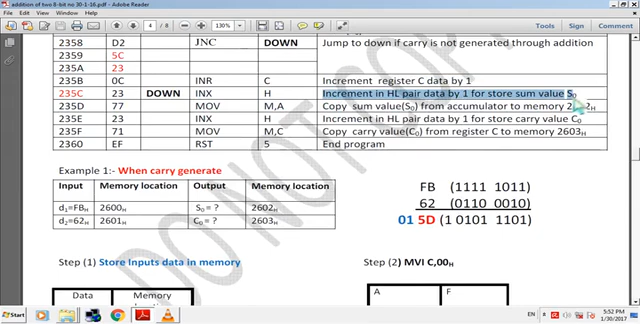 addition of two 8-bit no 30-1-16.pdf - Adobe Reader
File Edit View Window Help
4 / 8 130% Tools Sign Comment
2358 D2 JNC DOWN Jump to down if carry is not generated through addition
2359 5C
235A 23
235B 0C INR C Increment register C data by 1
235C 23 DOWN INX H Increment in HL pair data by 1 for store sum value S0
235D 77 MOV M,A Copy sum value(S0) from accumulator to memory 2 2H
235E 23 INX H Increment in HL pair data by 1 for store carry value C0
235F 71 MOV M,C Copy carry value(C0) from register C to memory 2603H
2360 EF RST 5 End program
Example 1:- When carry generate
Input Memory location Output Memory location
d1=FBH 2600H S0 = ? 2602H
d2=62H 2601H C0 = ? 2603H
FB (1111 1011)
62 (0110 0010)
01 5D (1 0101 1101)
Step (1) Store Inputs data in memory
Step (2) MVI C,00H
Data Memory
A F
DO NOT COPY
Start EN 5:52 PM
1/30/2017